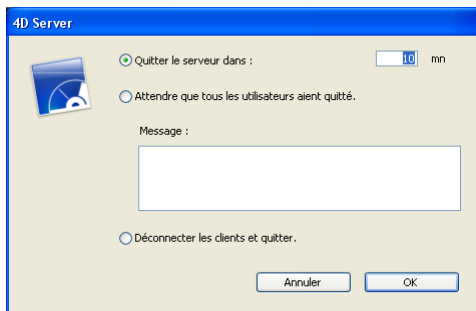 4D Server
Quitter le serveur dans : 10 mn
Attendre que tous les utilisateurs aient quitté.
Message :
Déconnecter les clients et quitter.
Annuler OK